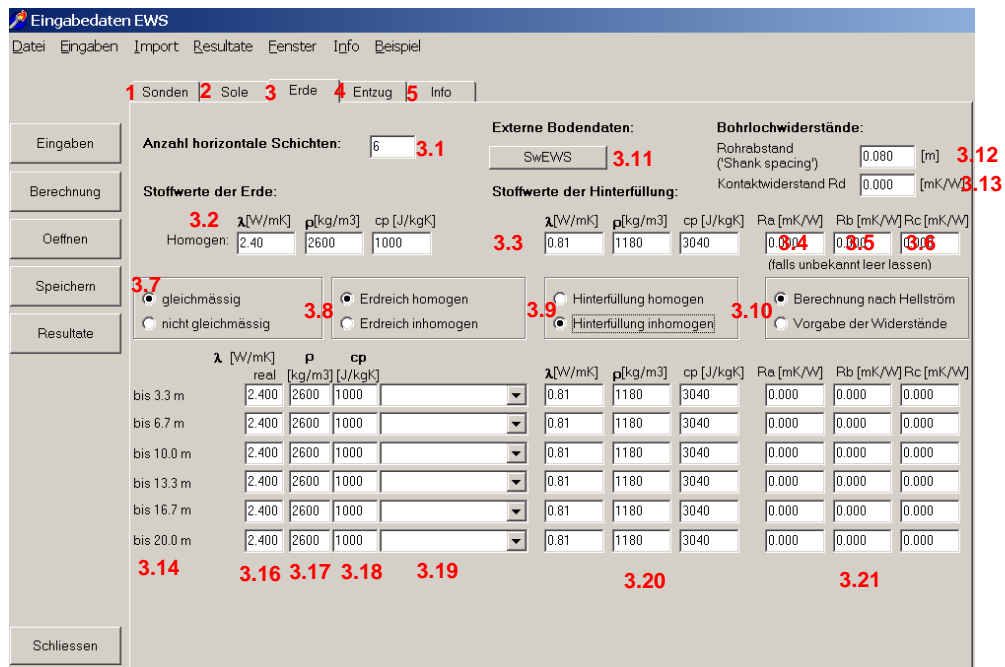 Eingabedaten EWS
Datei Eingaben Import Resultate Fenster Info Beispiel
1 Sonden 2 Sole 3 Erde 4 Entzug 5 Info
Eingaben
Berechnung
Oeffnen
Speichern
Resultate
Schliessen
Anzahl horizontale Schichten: 6 3.1
Externe Bodendaten:
SwEWS 3.11
Bohrlochwiderstände:
Rohrabstand ('Shank spacing') 0.080 [m] 3.12
Kontaktwiderstand Rd 0.000 [mK/W] 3.13
Stoffwerte der Erde:
3.2 λ[W/mK] ρ[kg/m3] cp [J/kgK]
Homogen: 2.40 2600 1000
Stoffwerte der Hinterfüllung:
λ[W/mK] ρ[kg/m3] cp [J/kgK] Ra [mK/W] Rb [mK/W] Rc [mK/W]
3.3 0.81 1180 3040 0.000 3.4 0.000 3.5 0.000 3.6
(falls unbekannt leer lassen)
3.7 gleichmässig
nicht gleichmässig
3.8 Erdreich homogen
Erdreich inhomogen
3.9 Hinterfüllung homogen
Hinterfüllung inhomogen
3.10 Berechnung nach Hellström
Vorgabe der Widerstände
λ [W/mK] ρ cp
real [kg/m3] [J/kgK] λ[W/mK] ρ[kg/m3] cp [J/kgK] Ra [mK/W] Rb [mK/W] Rc [mK/W]
bis 3.3 m 2.400 2600 1000 0.81 1180 3040 0.000 0.000 0.000
bis 6.7 m 2.400 2600 1000 0.81 1180 3040 0.000 0.000 0.000
bis 10.0 m 2.400 2600 1000 0.81 1180 3040 0.000 0.000 0.000
bis 13.3 m 2.400 2600 1000 0.81 1180 3040 0.000 0.000 0.000
bis 16.7 m 2.400 2600 1000 0.81 1180 3040 0.000 0.000 0.000
bis 20.0 m 2.400 2600 1000 0.81 1180 3040 0.000 0.000 0.000
3.14 3.16 3.17 3.18 3.19 3.20 3.21